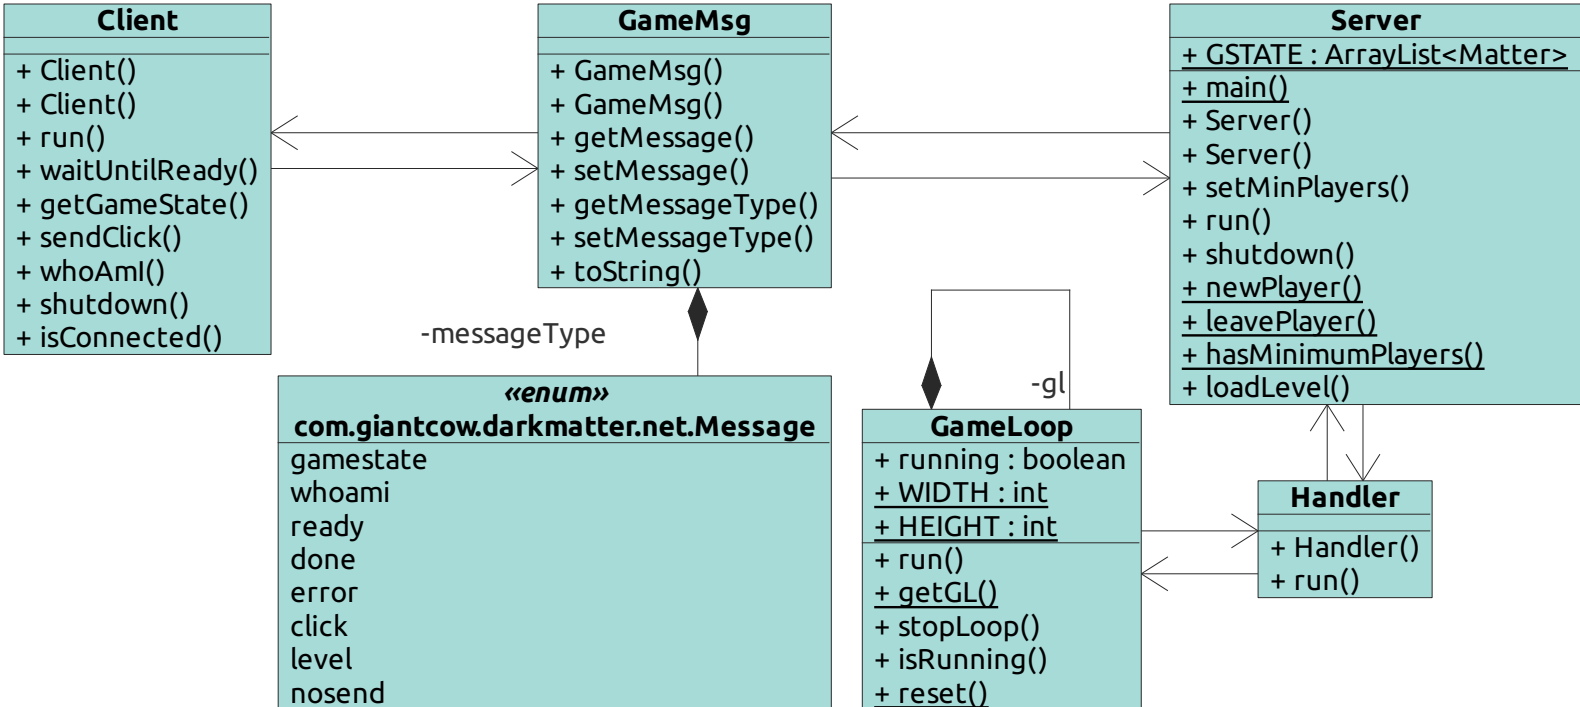 Client
+ Client()
+ Client()
+ run()
+ waitUntilReady()
+ getGameState()
+ sendClick()
+ whoAmI()
+ shutdown()
+ isConnected()
GameMsg
+ GameMsg()
+ GameMsg()
+ getMessage()
+ setMessage()
+ getMessageType()
+ setMessageType()
+ toString()
Server
+ GSTATE : ArrayList<Matter>
+ main()
+ Server()
+ Server()
+ setMinPlayers()
+ run()
+ shutdown()
+ newPlayer()
+ leavePlayer()
+ hasMinimumPlayers()
+ loadLevel()
-messageType
«enum»
com.giantcow.darkmatter.net.Message
gamestate
whoami
ready
done
error
click
level
nosend
-gl
GameLoop
+ running : boolean
+ WIDTH : int
+ HEIGHT : int
+ run()
+ getGL()
+ stopLoop()
+ isRunning()
+ reset()
Handler
+ Handler()
+ run()